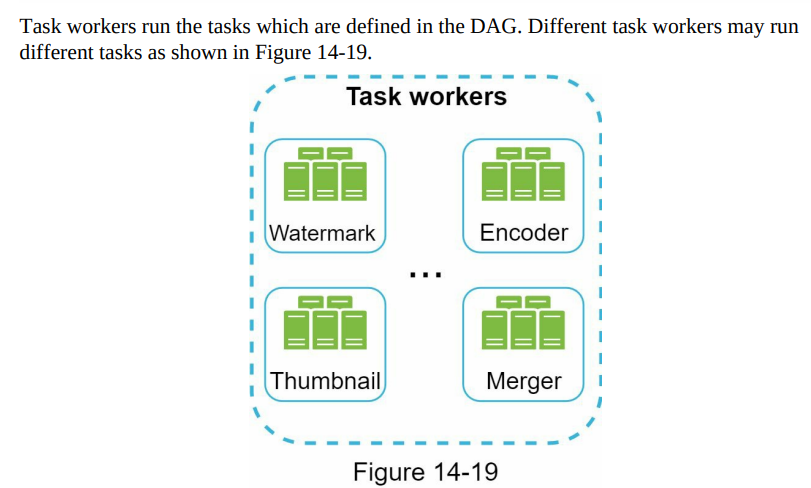 Task workers run the tasks which are defined in the DAG. Different task workers may run
different tasks as shown in Figure 14-19.
Task workers
Watermark
Encoder
...
Thumbnail
Merger
Figure 14-19